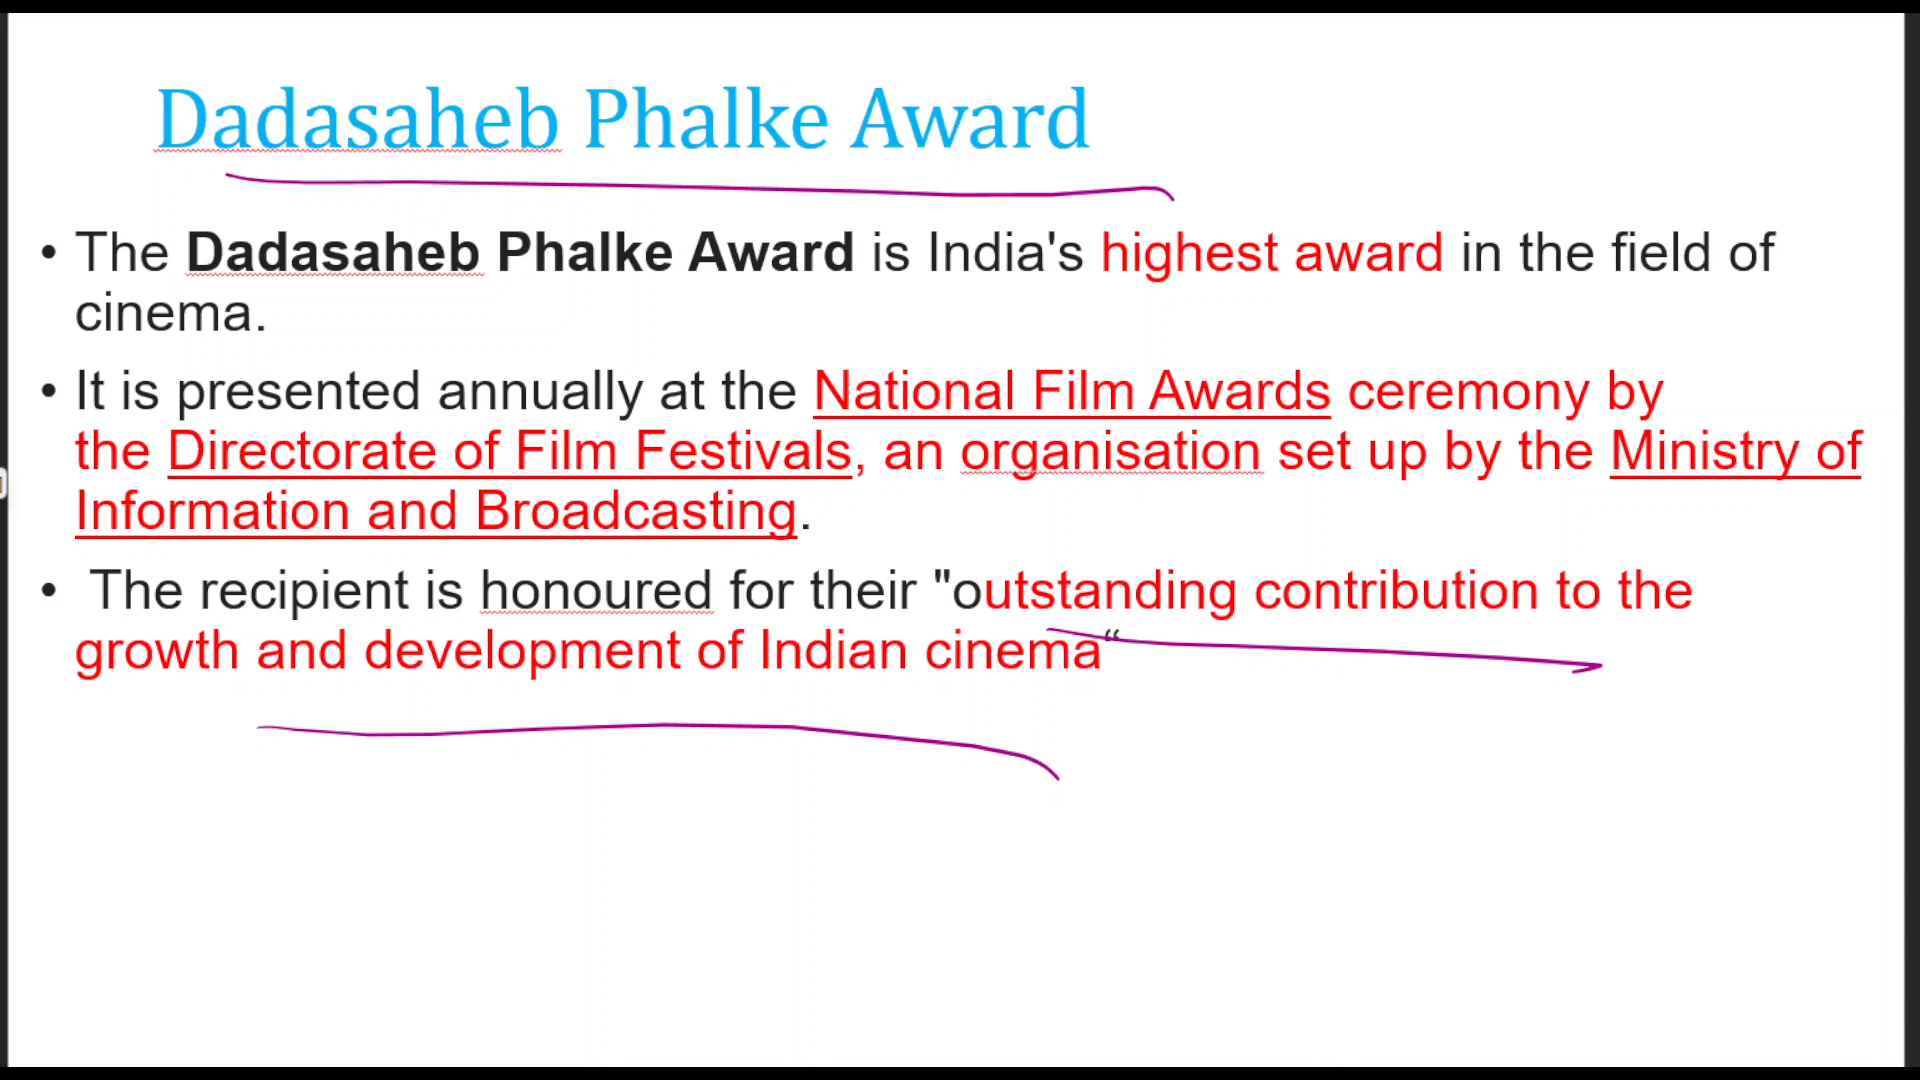 Dadasaheb Phalke Award
• The Dadasaheb Phalke Award is India's highest award in the field of
cinema.
• It is presented annually at the National Film Awards ceremony by
the Directorate of Film Festivals, an organisation set up by the Ministry of
Information and Broadcasting.
• The recipient is honoured for their "outstanding contribution to the
growth and development of Indian cinema“